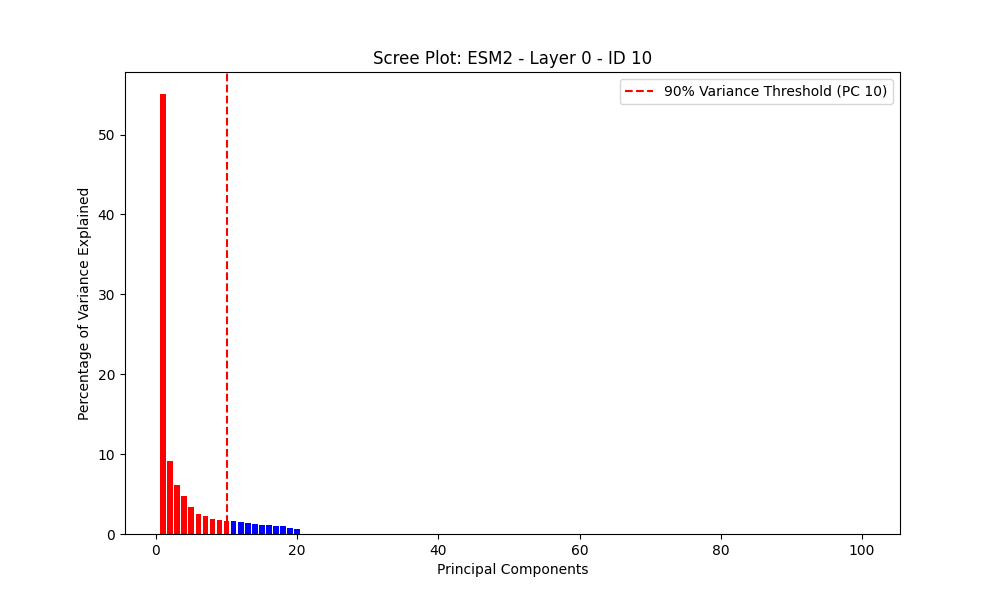 Scree Plot: ESM2 - Layer 0 - ID 10
90% Variance Threshold (PC 10)
Percentage of Variance Explained
50
40
30
20
10
0
0 20 40 60 80 100
Principal Components